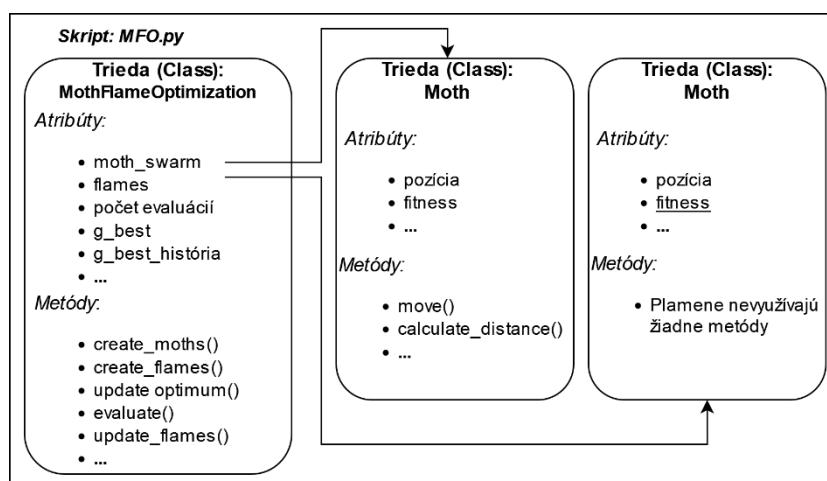 Skript: MFO.py
Trieda (Class):
MothFlameOptimization
Atribúty:
• moth_swarm
• flames
• počet evaluácií
• g_best
• g_best_história
• ...
Metódy:
• create_moths()
• create_flames()
• update optimum()
• evaluate()
• update_flames()
• ...
Trieda (Class):
Moth
Atribúty:
• pozícia
• fitness
• ...
Metódy:
• move()
• calculate_distance()
• ...
Trieda (Class):
Moth
Atribúty:
• pozícia
• fitness
• ...
Metódy:
• Plamene nevyužívajú
žiadne metódy